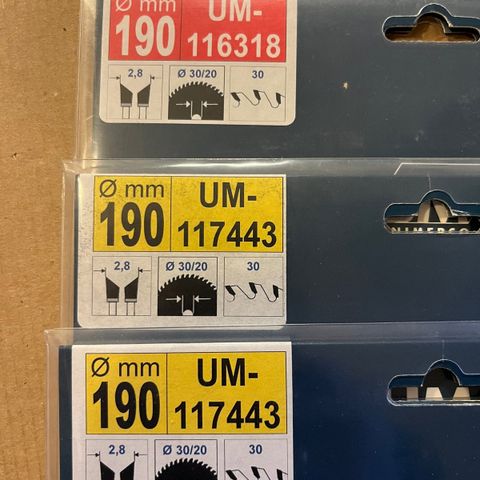 Ø mm UM-
190 116318
2,8 Ø 30/20 30
Ø mm UM-
190 117443
2,8 Ø 30/20 30
NIMERCO
Ø mm UM-
190 117443
2,8 Ø 30/20 30